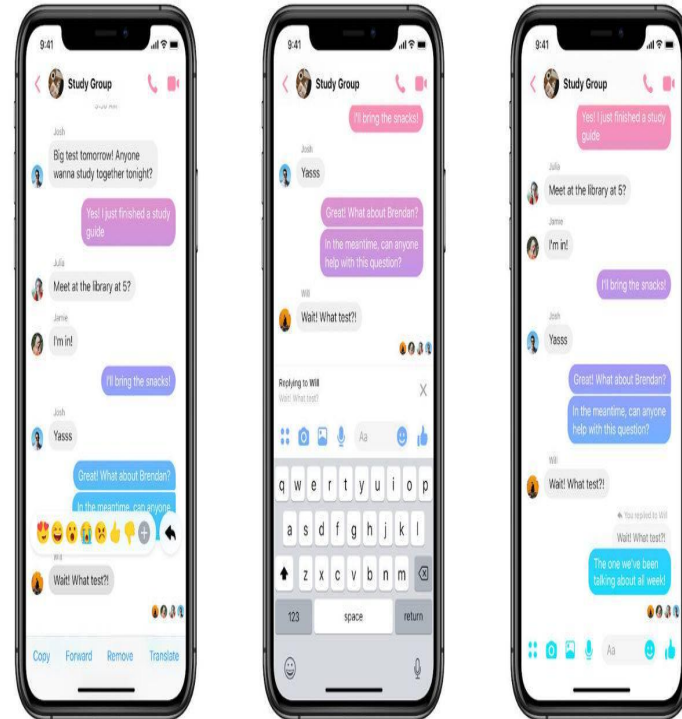 9:41
Study Group
Josh
Big test tomorrow! Anyone
wanna study together tonight?
Yes! I just finished a study
guide
Julia
Meet at the library at 5?
Jamie
I'm in!
I'll bring the snacks!
Josh
Yasss
Great! What about Brendan?
In the meantime, can anyone
Will
Wait! What test?!
Copy Forward Remove Translate
9:41
Study Group
I'll bring the snacks!
Josh
Yasss
Great! What about Brendan?
In the meantime, can anyone
help with this question?
Will
Wait! What test?!
Replying to Will
Wait! What test?
Aa
q w e r t y u i o p
a s d f g h j k l
z x c v b n m
123 space return
9:41
Study Group
Yes! I just finished a study
guide
Julia
Meet at the library at 5?
Jamie
I'm in!
I'll bring the snacks!
Josh
Yasss
Great! What about Brendan?
In the meantime, can anyone
help with this question?
Will
Wait! What test?!
You replied to Will
Wait! What test?!
The one we've been
talking about all week!
Aa